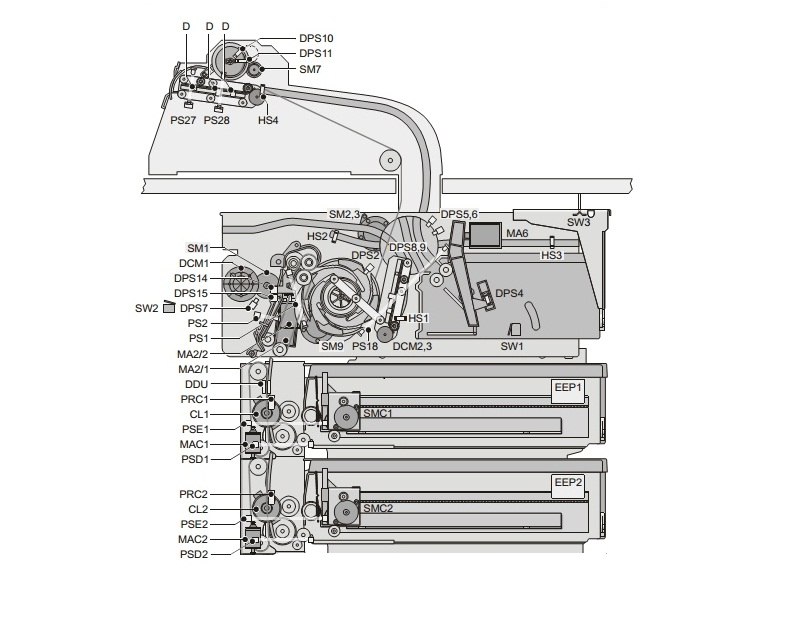 D D D
DPS10
DPS11
SM7
PS27 PS28 HS4
SM2,3 DPS5,6
SW3
MA6
HS2
SM1 DPS2 DPS8,9 HS3
DCM1
DPS14
DPS15 DPS4
SW2 DPS7
PS2 HS1
PS1
SM9 PS18 DCM2,3 SW1
MA2/2
MA2/1
DDU EEP1
PRC1
CL1 SMC1
PSE1
MAC1
PSD1
EEP2
PRC2
CL2 SMC2
PSE2
MAC2
PSD2